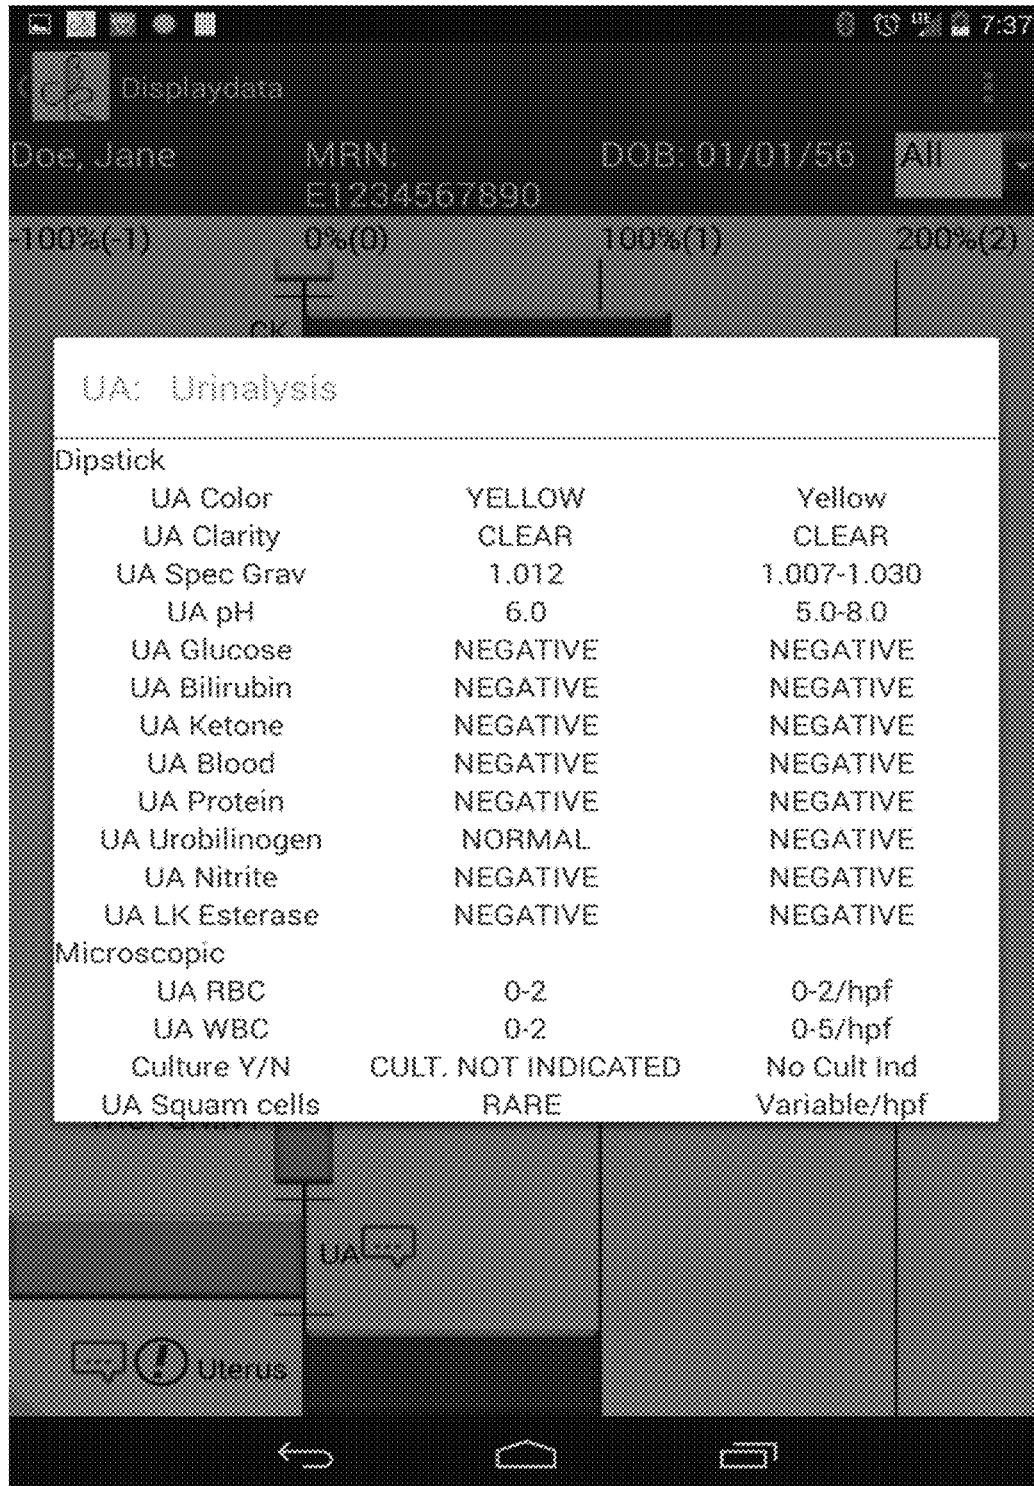 LTE 7:37
Displaydata
Doe, Jane MRN: DOB: 01/01/56 All
E1234567890
-100%(-1) 0%(0) 100%(1) 200%(2)
CK
UA: Urinalysis
Dipstick
UA Color YELLOW Yellow
UA Clarity CLEAR CLEAR
UA Spec Grav 1.012 1.007-1.030
UA pH 6.0 5.0-8.0
UA Glucose NEGATIVE NEGATIVE
UA Bilirubin NEGATIVE NEGATIVE
UA Ketone NEGATIVE NEGATIVE
UA Blood NEGATIVE NEGATIVE
UA Protein NEGATIVE NEGATIVE
UA Urobilinogen NORMAL NEGATIVE
UA Nitrite NEGATIVE NEGATIVE
UA LK Esterase NEGATIVE NEGATIVE
Microscopic
UA RBC 0-2 0-2/hpf
UA WBC 0-2 0-5/hpf
Culture Y/N CULT. NOT INDICATED No Cult Ind
UA Squam cells RARE Variable/hpf
UA
Uterus